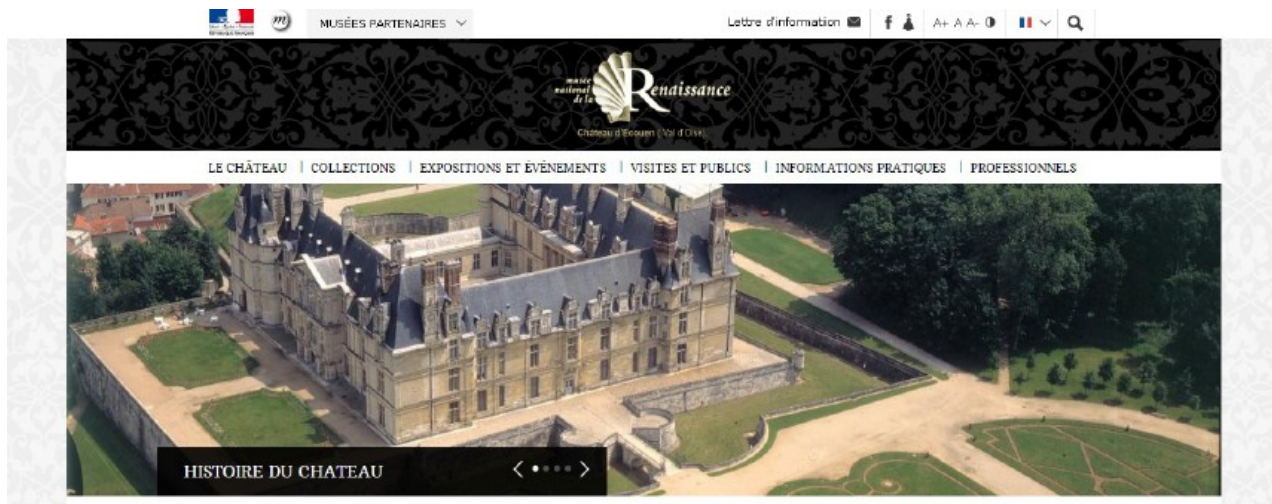 MUSÉES PARTENAIRES
Lettre d'information
A+ A A-
musée
national
de la
Renaissance
Château d'Ecouen ( Val d'Oise)
LE CHÂTEAU | COLLECTIONS | EXPOSITIONS ET ÉVÈNEMENTS | VISITES ET PUBLICS | INFORMATIONS PRATIQUES | PROFESSIONNELS
HISTOIRE DU CHATEAU